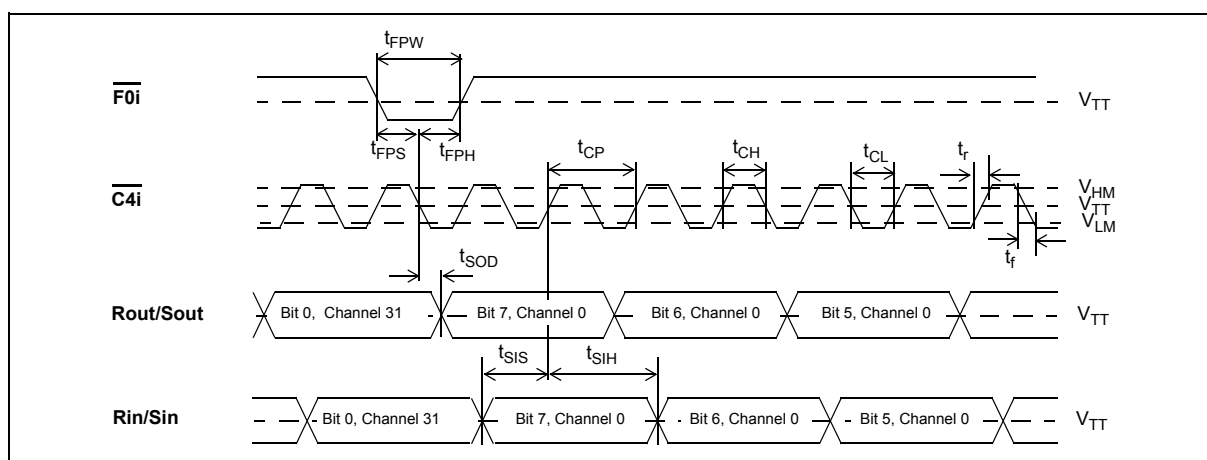 tFPW
F0i
VTT
tFPS
tFPH
tCP
tCH
tCL
tr
C4i
VHM
VTT
VLM
tf
tSOD
Rout/Sout
Bit 0, Channel 31
Bit 7, Channel 0
Bit 6, Channel 0
Bit 5, Channel 0
VTT
tSIS
tSIH
Rin/Sin
Bit 0, Channel 31
Bit 7, Channel 0
Bit 6, Channel 0
Bit 5, Channel 0
VTT